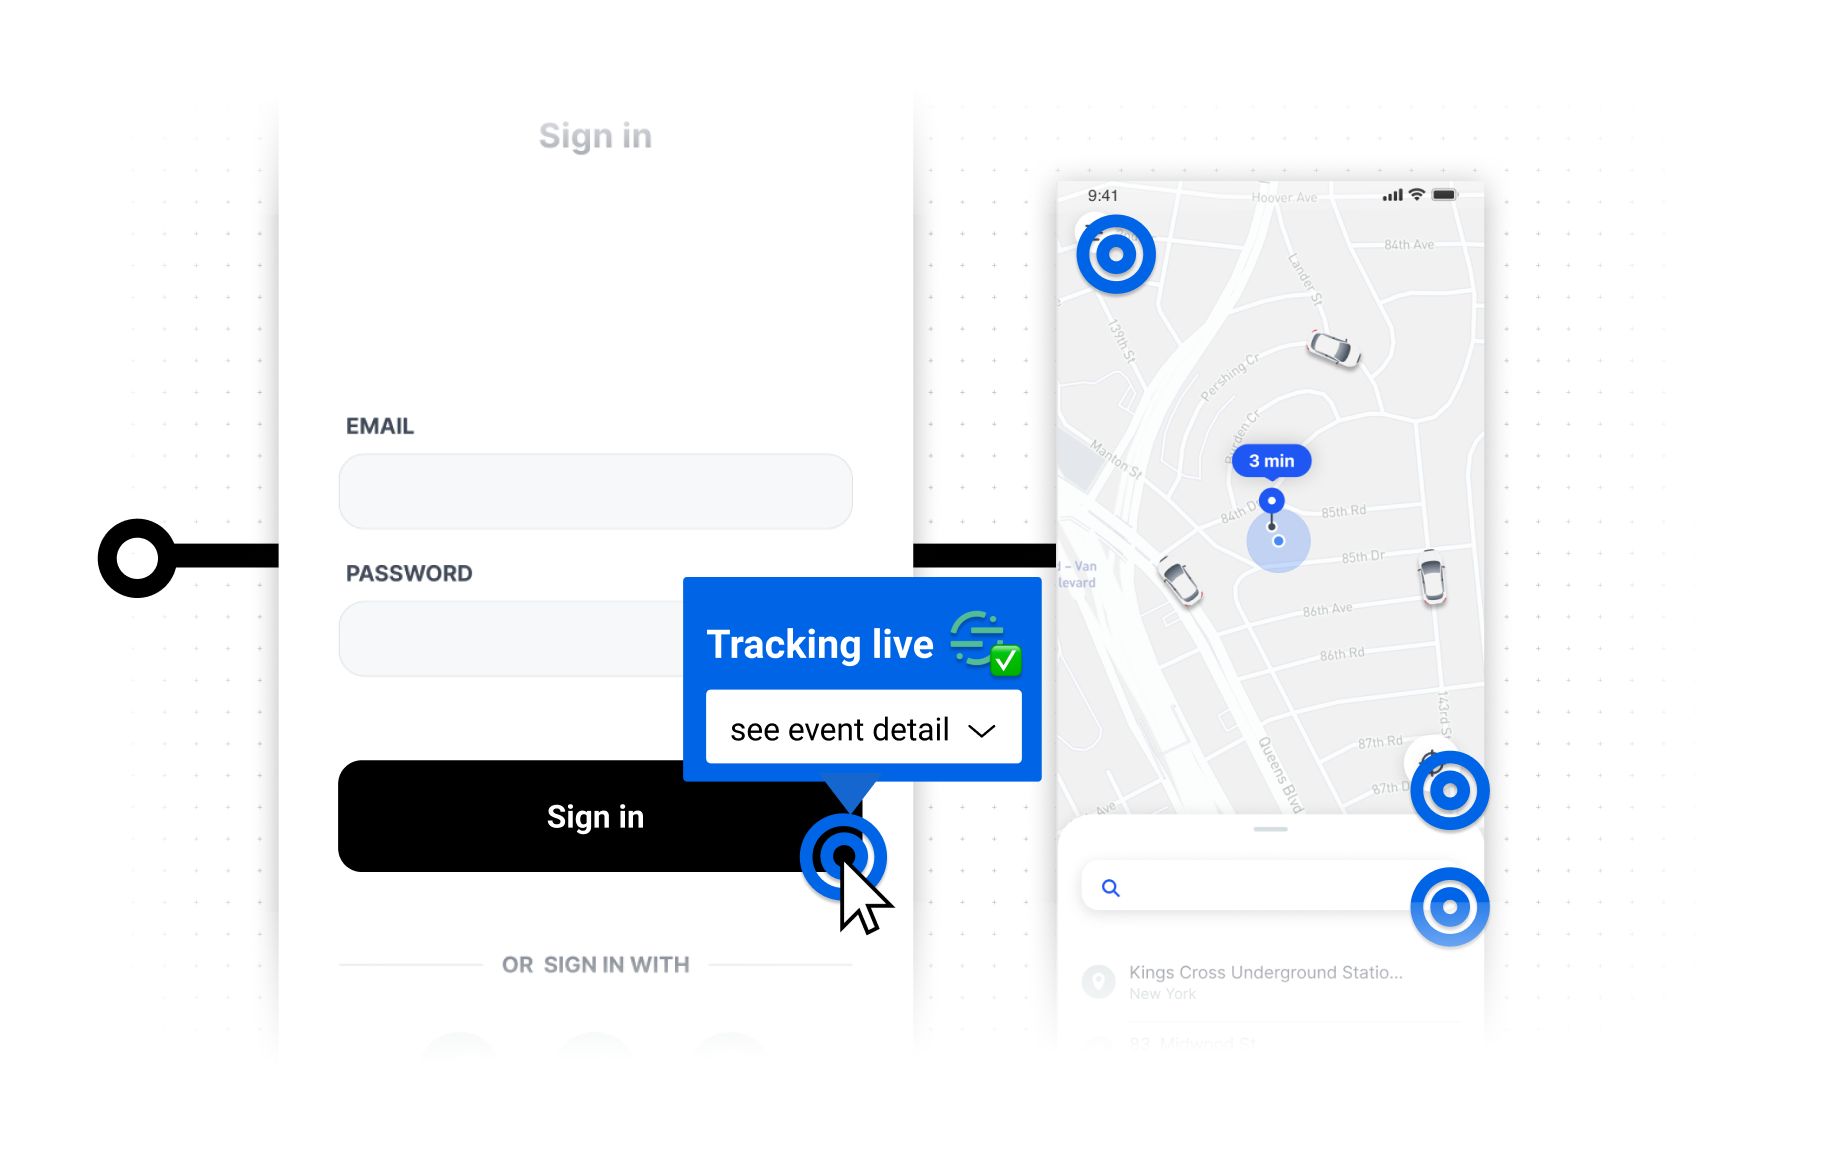 Sign in
EMAIL
PASSWORD
Tracking live
see event detail
Sign in
OR SIGN IN WITH
9:41
Hoover Ave
84th Ave
Lander St
139th St
Pershing Cr
Burden Cr
Manton St
3 min
84th Dr
85th Rd
85th Dr
- Van
levard
86th Ave
86th Rd
143rd St
87th Rd
Queens Blvd
87th D
Ave
Kings Cross Underground Statio...
New York
83, Midwood St